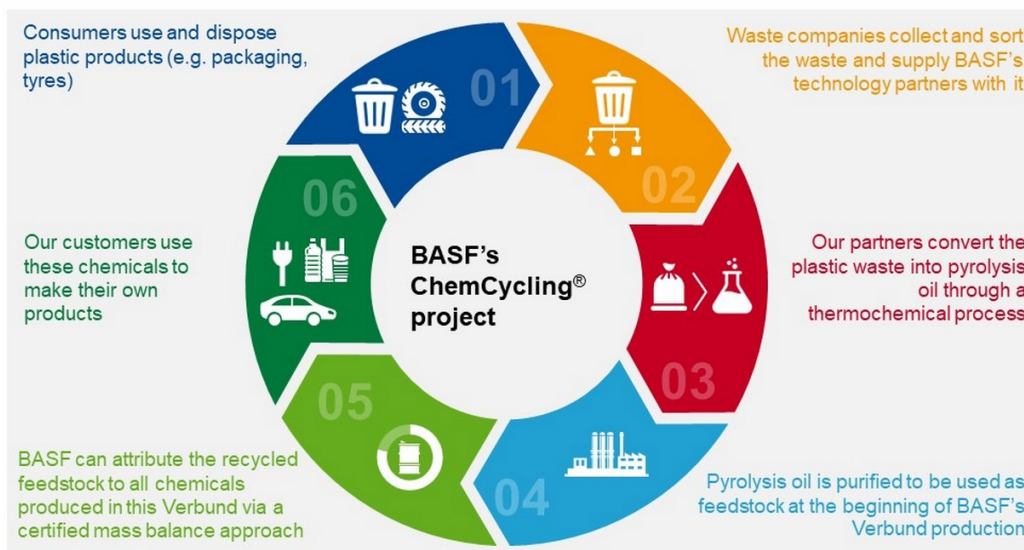 Consumers use and dispose
plastic products (e.g. packaging,
tyres)
01
Waste companies collect and sort
the waste and supply BASF's
technology partners with it
02
Our partners convert the
plastic waste into pyrolysis
oil through a
thermochemical process
03
Pyrolysis oil is purified to be used as
feedstock at the beginning of BASF's
Verbund production
04
BASF can attribute the recycled
feedstock to all chemicals
produced in this Verbund via a
certified mass balance approach
05
Our customers use
these chemicals to
make their own
products
06
BASF's
ChemCycling®
project